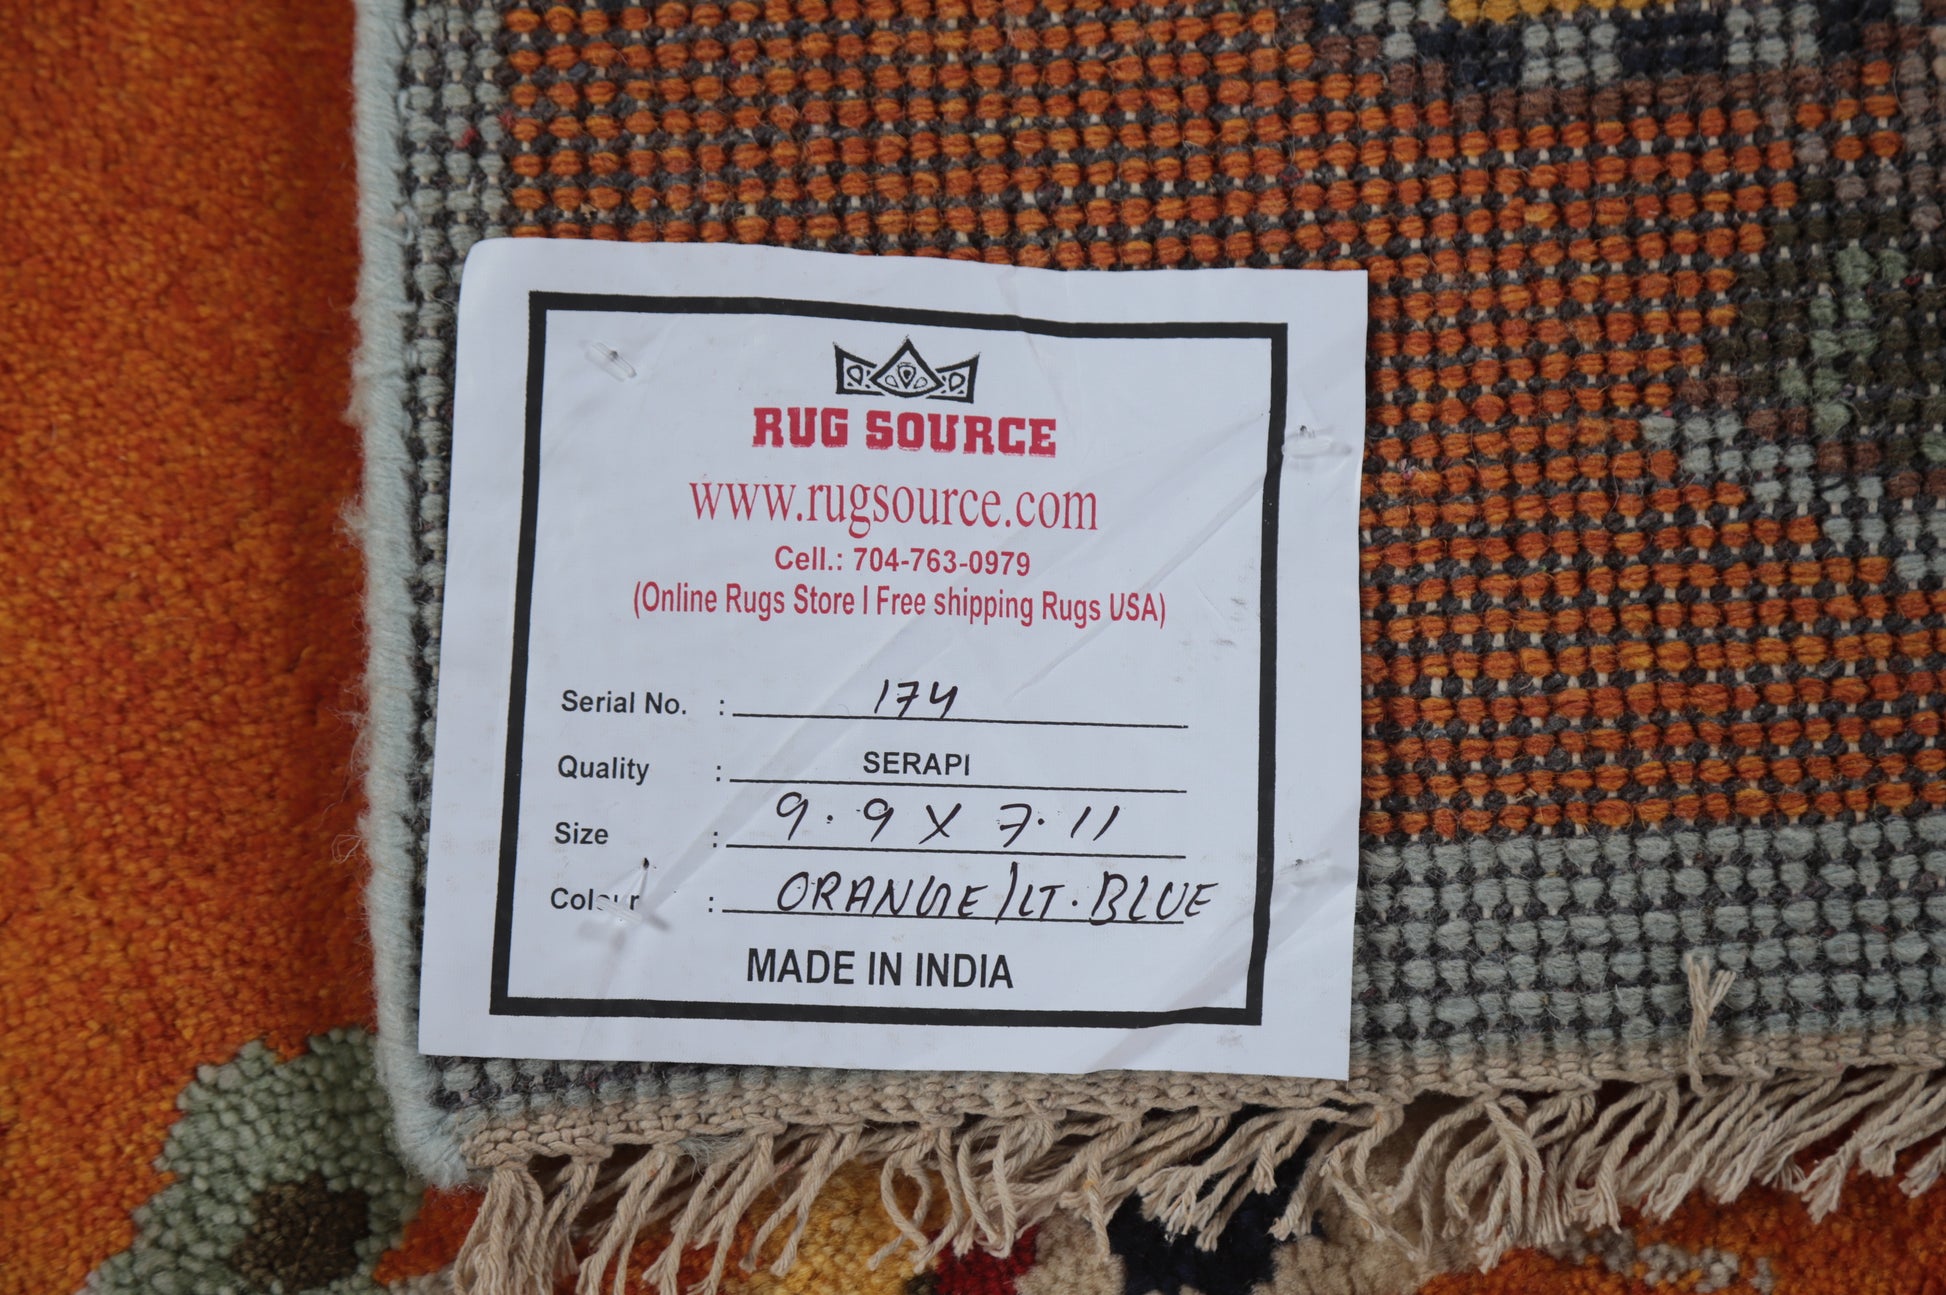 RUG SOURCE
www.rugsource.com
Cell.: 704-763-0979
(Online Rugs Store I Free shipping Rugs USA)
Serial No. : 174
Quality : SERAPI
Size : 9.9 X 7.11
Colour : ORANGE/LT.BLUE
MADE IN INDIA